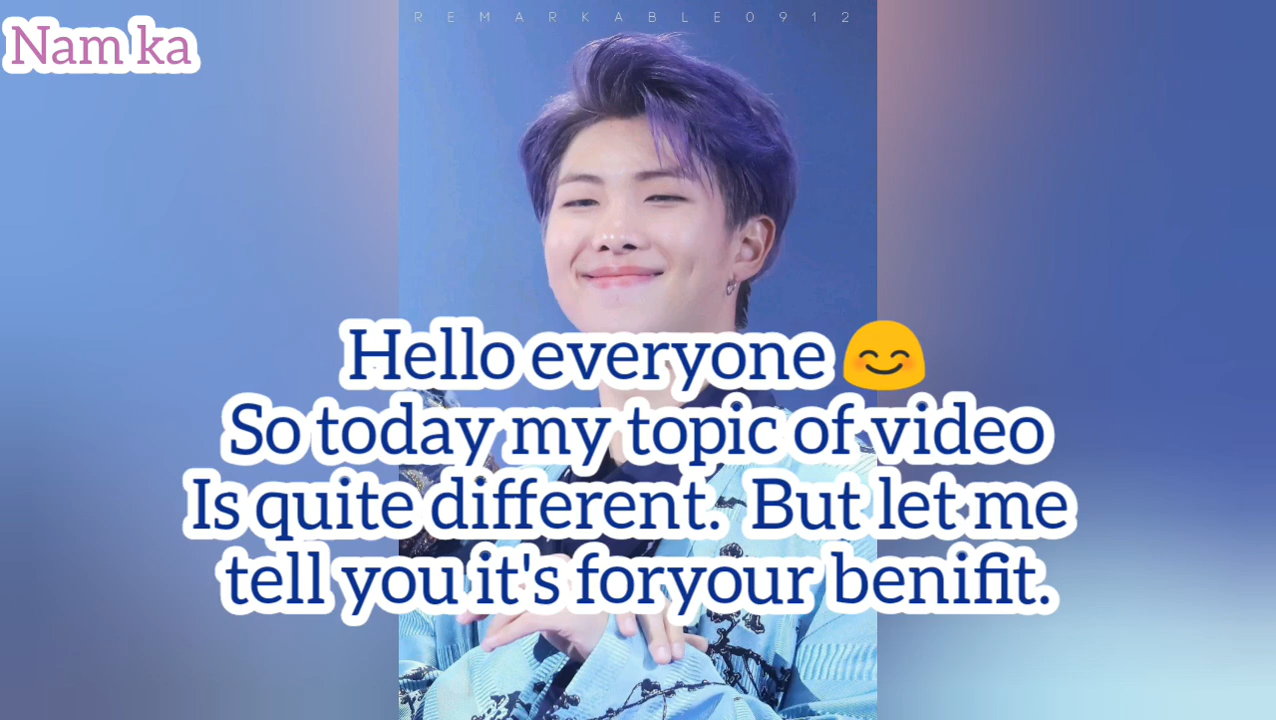 REMARKABLE0912
Nam ka
Hello everyone 😊
So today my topic of video
Is quite different. But let me
tell you it's foryour benifit.